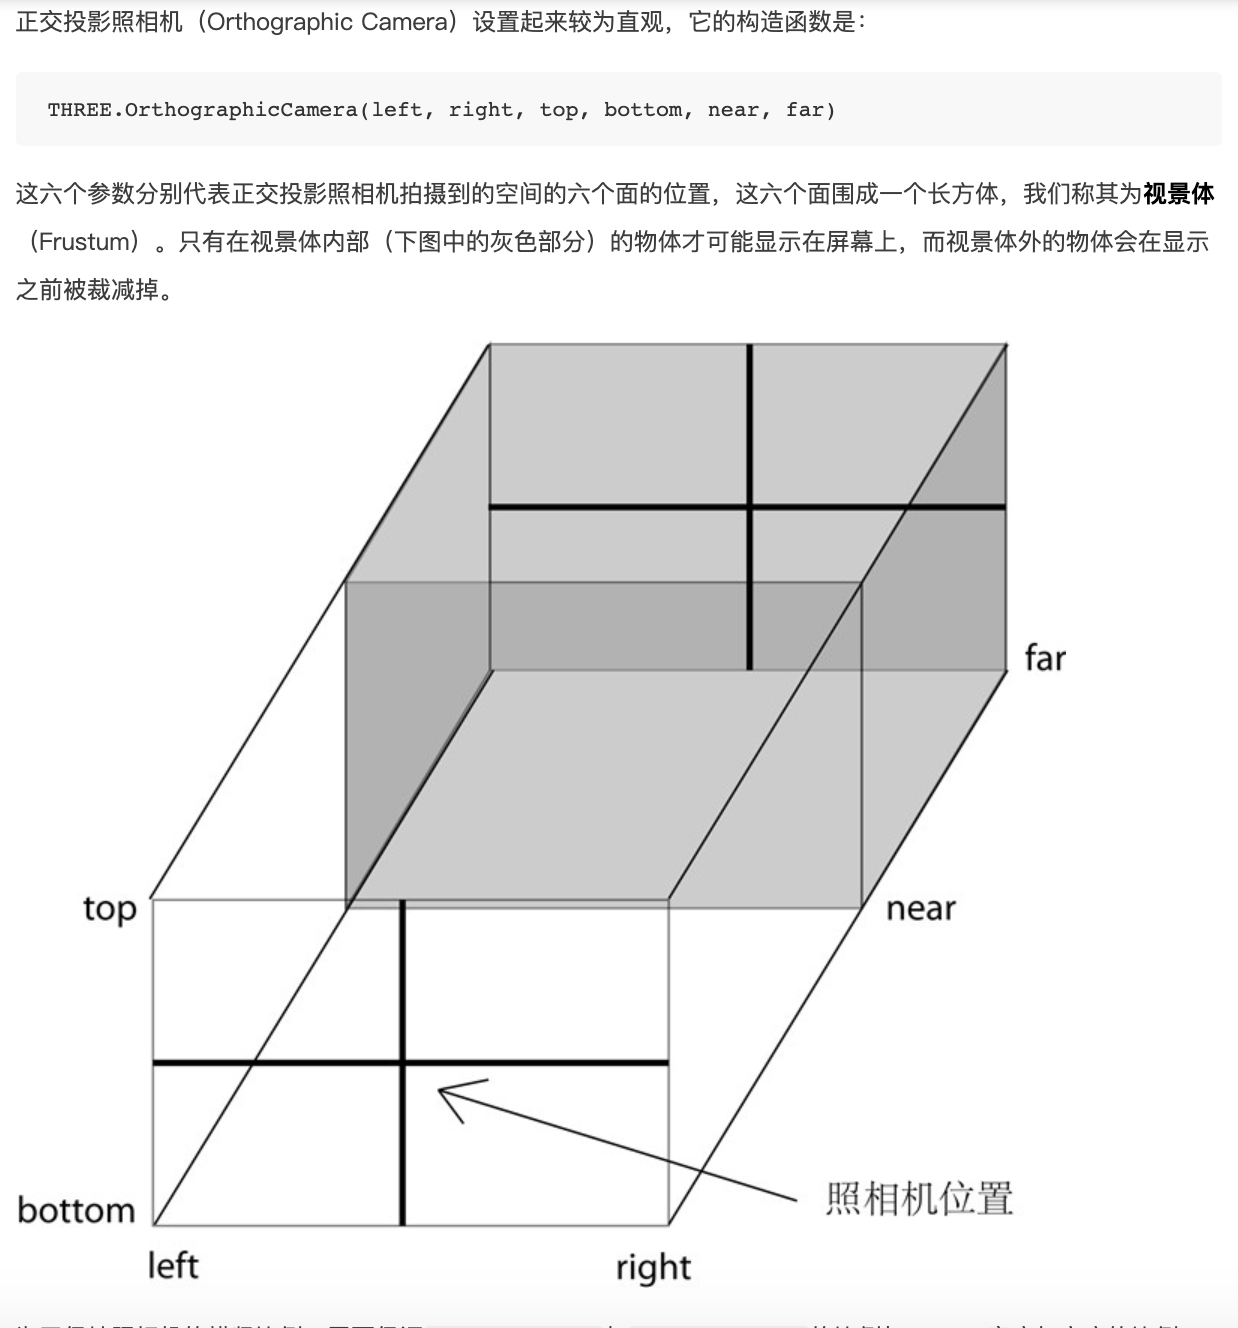 正交投影照相机（Orthographic Camera）设置起来较为直观，它的构造函数是：
THREE.OrthographicCamera(left, right, top, bottom, near, far)
这六个参数分别代表正交投影照相机拍摄到的空间的六个面的位置，这六个面围成一个长方体，我们称其为视景体
（Frustum）。只有在视景体内部（下图中的灰色部分）的物体才可能显示在屏幕上，而视景体外的物体会在显示
之前被裁减掉。
far
top
near
照相机位置
bottom
left
right